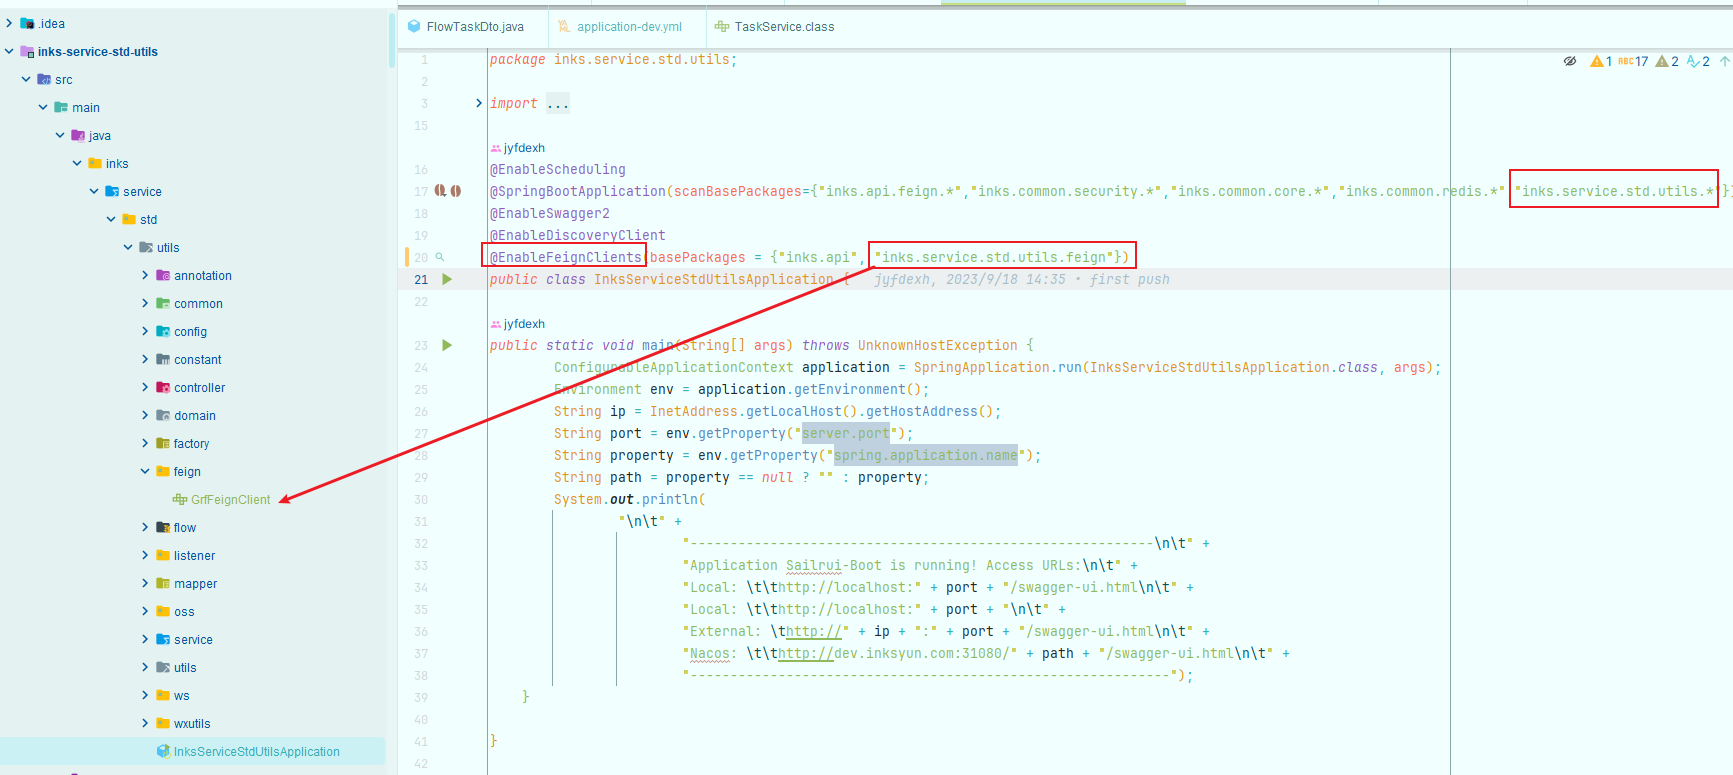 .idea
inks-service-std-utils
src
main
java
inks
service
std
utils
annotation
common
config
constant
controller
domain
factory
feign
GrfFeignClient
flow
listener
mapper
oss
service
utils
ws
wxutils
InksServiceStdUtilsApplication
FlowTaskDto.java
application-dev.yml
TaskService.class
1 17 2 2
1 package inks.service.std.utils;
2
3 import ...
15
jyfdexh
16 @EnableScheduling
17 @SpringBootApplication(scanBasePackages={"inks.api.feign.*","inks.common.security.*","inks.common.core.*","inks.common.redis.*" "inks.service.std.utils.*"})
18 @EnableSwagger2
19 @EnableDiscoveryClient
20 @EnableFeignClients(basePackages = {"inks.api", "inks.service.std.utils.feign"})
21 public class InksServiceStdUtilsApplication { jyfdexh, 2023/9/18 14:35 · first push
22
jyfdexh
23 public static void main(String[] args) throws UnknownHostException {
24 ConfigurableApplicationContext application = SpringApplication.run(InksServiceStdUtilsApplication.class, args);
25 Environment env = application.getEnvironment();
26 String ip = InetAddress.getLocalHost().getHostAddress();
27 String port = env.getProperty("server.port");
28 String property = env.getProperty("spring.application.name");
29 String path = property == null ? "" : property;
30 System.out.println(
31 "\n\t" +
32 "----------------------------------------------------------\n\t" +
33 "Application Sailrui-Boot is running! Access URLs:\n\t" +
34 "Local: \t\thttp://localhost:" + port + "/swagger-ui.html\n\t" +
35 "Local: \t\thttp://localhost:" + port + "\n\t" +
36 "External: \thttp://" + ip + ":" + port + "/swagger-ui.html\n\t" +
37 "Nacos: \t\thttp://dev.inksyun.com:31080/" + path + "/swagger-ui.html\n\t" +
38 "------------------------------------------------------------");
39 }
40
41 }
42